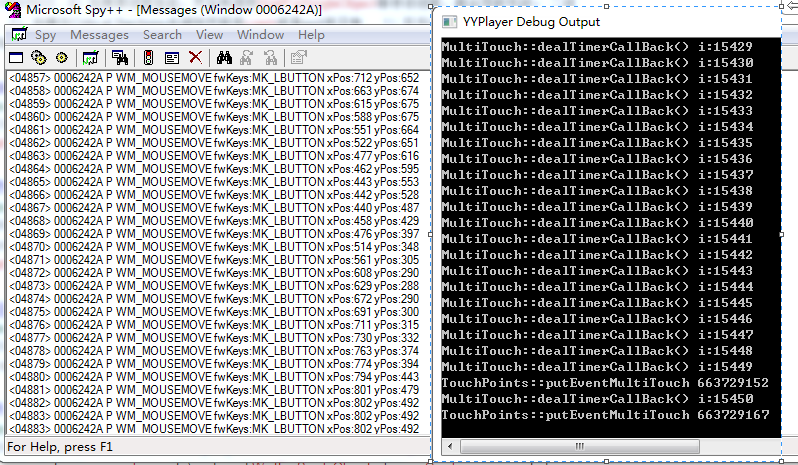 Microsoft Spy++ - [Messages (Window 0006242A)]
Spy Messages Search View Window Help
<04857> 0006242A P WM_MOUSEMOVE fwKeys:MK_LBUTTON xPos:712 yPos:652
<04858> 0006242A P WM_MOUSEMOVE fwKeys:MK_LBUTTON xPos:663 yPos:674
<04859> 0006242A P WM_MOUSEMOVE fwKeys:MK_LBUTTON xPos:615 yPos:675
<04860> 0006242A P WM_MOUSEMOVE fwKeys:MK_LBUTTON xPos:588 yPos:675
<04861> 0006242A P WM_MOUSEMOVE fwKeys:MK_LBUTTON xPos:551 yPos:664
<04862> 0006242A P WM_MOUSEMOVE fwKeys:MK_LBUTTON xPos:522 yPos:651
<04863> 0006242A P WM_MOUSEMOVE fwKeys:MK_LBUTTON xPos:477 yPos:616
<04864> 0006242A P WM_MOUSEMOVE fwKeys:MK_LBUTTON xPos:462 yPos:595
<04865> 0006242A P WM_MOUSEMOVE fwKeys:MK_LBUTTON xPos:443 yPos:553
<04866> 0006242A P WM_MOUSEMOVE fwKeys:MK_LBUTTON xPos:442 yPos:528
<04867> 0006242A P WM_MOUSEMOVE fwKeys:MK_LBUTTON xPos:440 yPos:487
<04868> 0006242A P WM_MOUSEMOVE fwKeys:MK_LBUTTON xPos:458 yPos:429
<04869> 0006242A P WM_MOUSEMOVE fwKeys:MK_LBUTTON xPos:476 yPos:397
<04870> 0006242A P WM_MOUSEMOVE fwKeys:MK_LBUTTON xPos:514 yPos:348
<04871> 0006242A P WM_MOUSEMOVE fwKeys:MK_LBUTTON xPos:561 yPos:305
<04872> 0006242A P WM_MOUSEMOVE fwKeys:MK_LBUTTON xPos:608 yPos:290
<04873> 0006242A P WM_MOUSEMOVE fwKeys:MK_LBUTTON xPos:629 yPos:288
<04874> 0006242A P WM_MOUSEMOVE fwKeys:MK_LBUTTON xPos:672 yPos:290
<04875> 0006242A P WM_MOUSEMOVE fwKeys:MK_LBUTTON xPos:691 yPos:300
<04876> 0006242A P WM_MOUSEMOVE fwKeys:MK_LBUTTON xPos:711 yPos:315
<04877> 0006242A P WM_MOUSEMOVE fwKeys:MK_LBUTTON xPos:730 yPos:332
<04878> 0006242A P WM_MOUSEMOVE fwKeys:MK_LBUTTON xPos:763 yPos:374
<04879> 0006242A P WM_MOUSEMOVE fwKeys:MK_LBUTTON xPos:774 yPos:394
<04880> 0006242A P WM_MOUSEMOVE fwKeys:MK_LBUTTON xPos:794 yPos:443
<04881> 0006242A P WM_MOUSEMOVE fwKeys:MK_LBUTTON xPos:801 yPos:479
<04882> 0006242A P WM_MOUSEMOVE fwKeys:MK_LBUTTON xPos:802 yPos:492
<04883> 0006242A P WM_MOUSEMOVE fwKeys:MK_LBUTTON xPos:802 yPos:492
For Help, press F1
YYPlayer Debug Output
MultiTouch::dealTimerCallBack() i:15429
MultiTouch::dealTimerCallBack() i:15430
MultiTouch::dealTimerCallBack() i:15431
MultiTouch::dealTimerCallBack() i:15432
MultiTouch::dealTimerCallBack() i:15433
MultiTouch::dealTimerCallBack() i:15434
MultiTouch::dealTimerCallBack() i:15435
MultiTouch::dealTimerCallBack() i:15436
MultiTouch::dealTimerCallBack() i:15437
MultiTouch::dealTimerCallBack() i:15438
MultiTouch::dealTimerCallBack() i:15439
MultiTouch::dealTimerCallBack() i:15440
MultiTouch::dealTimerCallBack() i:15441
MultiTouch::dealTimerCallBack() i:15442
MultiTouch::dealTimerCallBack() i:15443
MultiTouch::dealTimerCallBack() i:15444
MultiTouch::dealTimerCallBack() i:15445
MultiTouch::dealTimerCallBack() i:15446
MultiTouch::dealTimerCallBack() i:15447
MultiTouch::dealTimerCallBack() i:15448
MultiTouch::dealTimerCallBack() i:15449
TouchPoints::putEventMultiTouch 663729152
MultiTouch::dealTimerCallBack() i:15450
TouchPoints::putEventMultiTouch 663729167